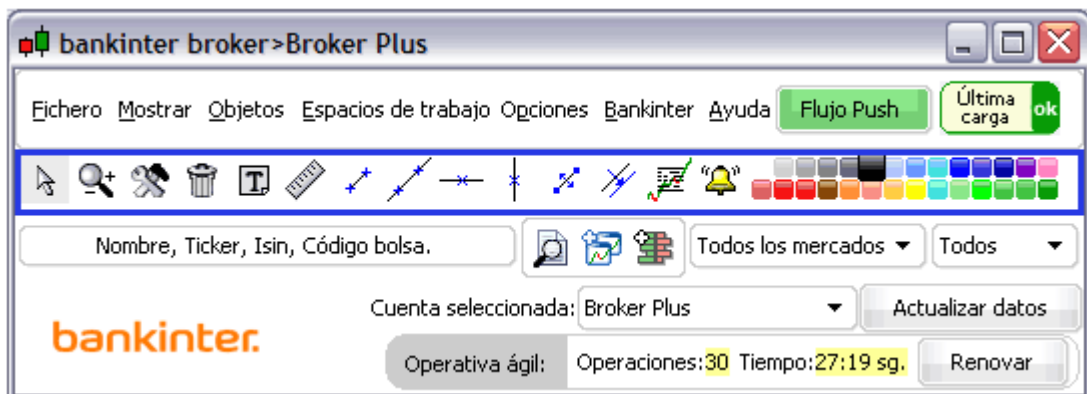 bankinter broker>Broker Plus
Fichero Mostrar Objetos Espacios de trabajo Opciones Bankinter Ayuda Flujo Push Última carga ok
T
Nombre, Ticker, Isin, Código bolsa. Todos los mercados Todos
Cuenta seleccionada: Broker Plus Actualizar datos
bankinter.
Operativa ágil: Operaciones:30 Tiempo:27:19 sg. Renovar